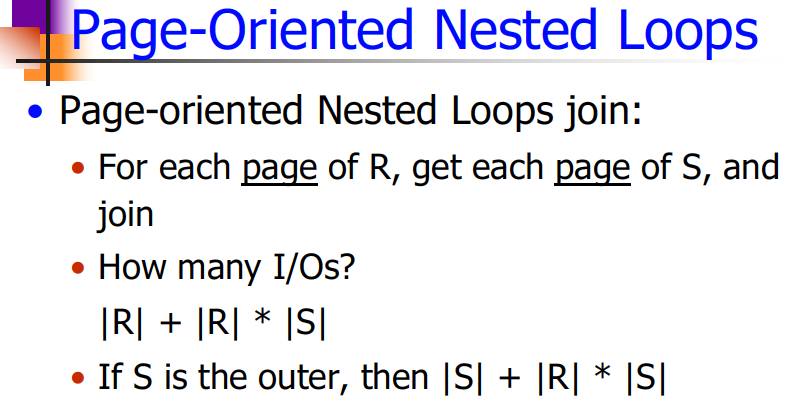 Page-Oriented Nested Loops
• Page-oriented Nested Loops join:
• For each page of R, get each page of S, and
join
• How many I/Os?
|R| + |R| * |S|
• If S is the outer, then |S| + |R| * |S|